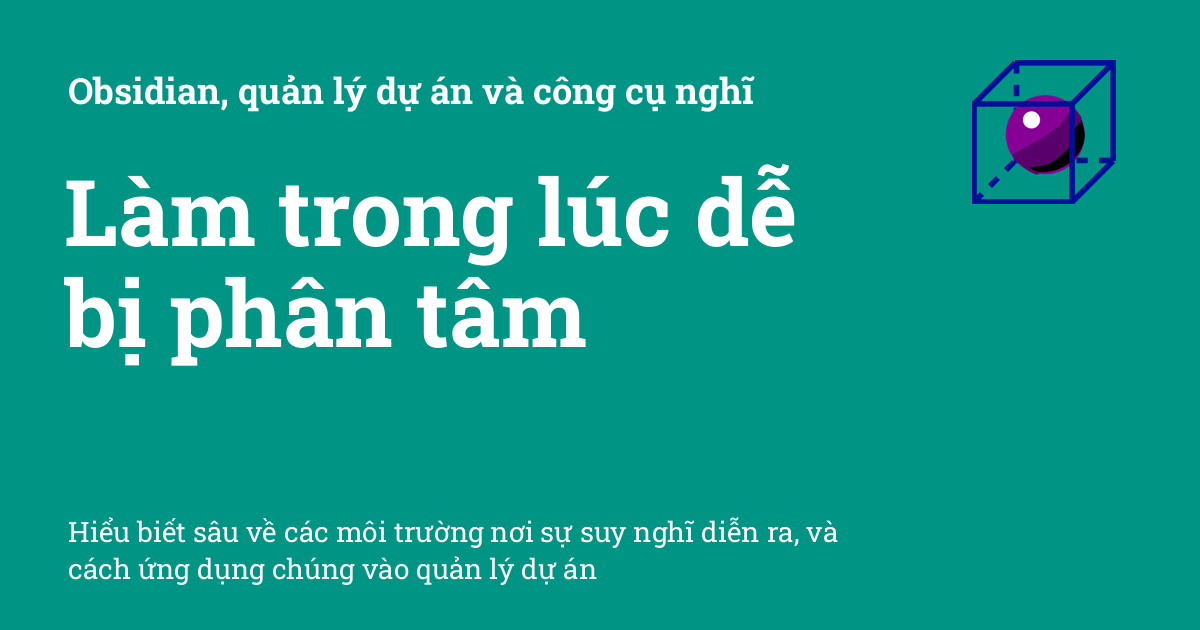 Obsidian, quản lý dự án và công cụ nghĩ
Làm trong lúc dễ
bị phân tâm
Hiểu biết sâu về các môi trường nơi sự suy nghĩ diễn ra, và
cách ứng dụng chúng vào quản lý dự án